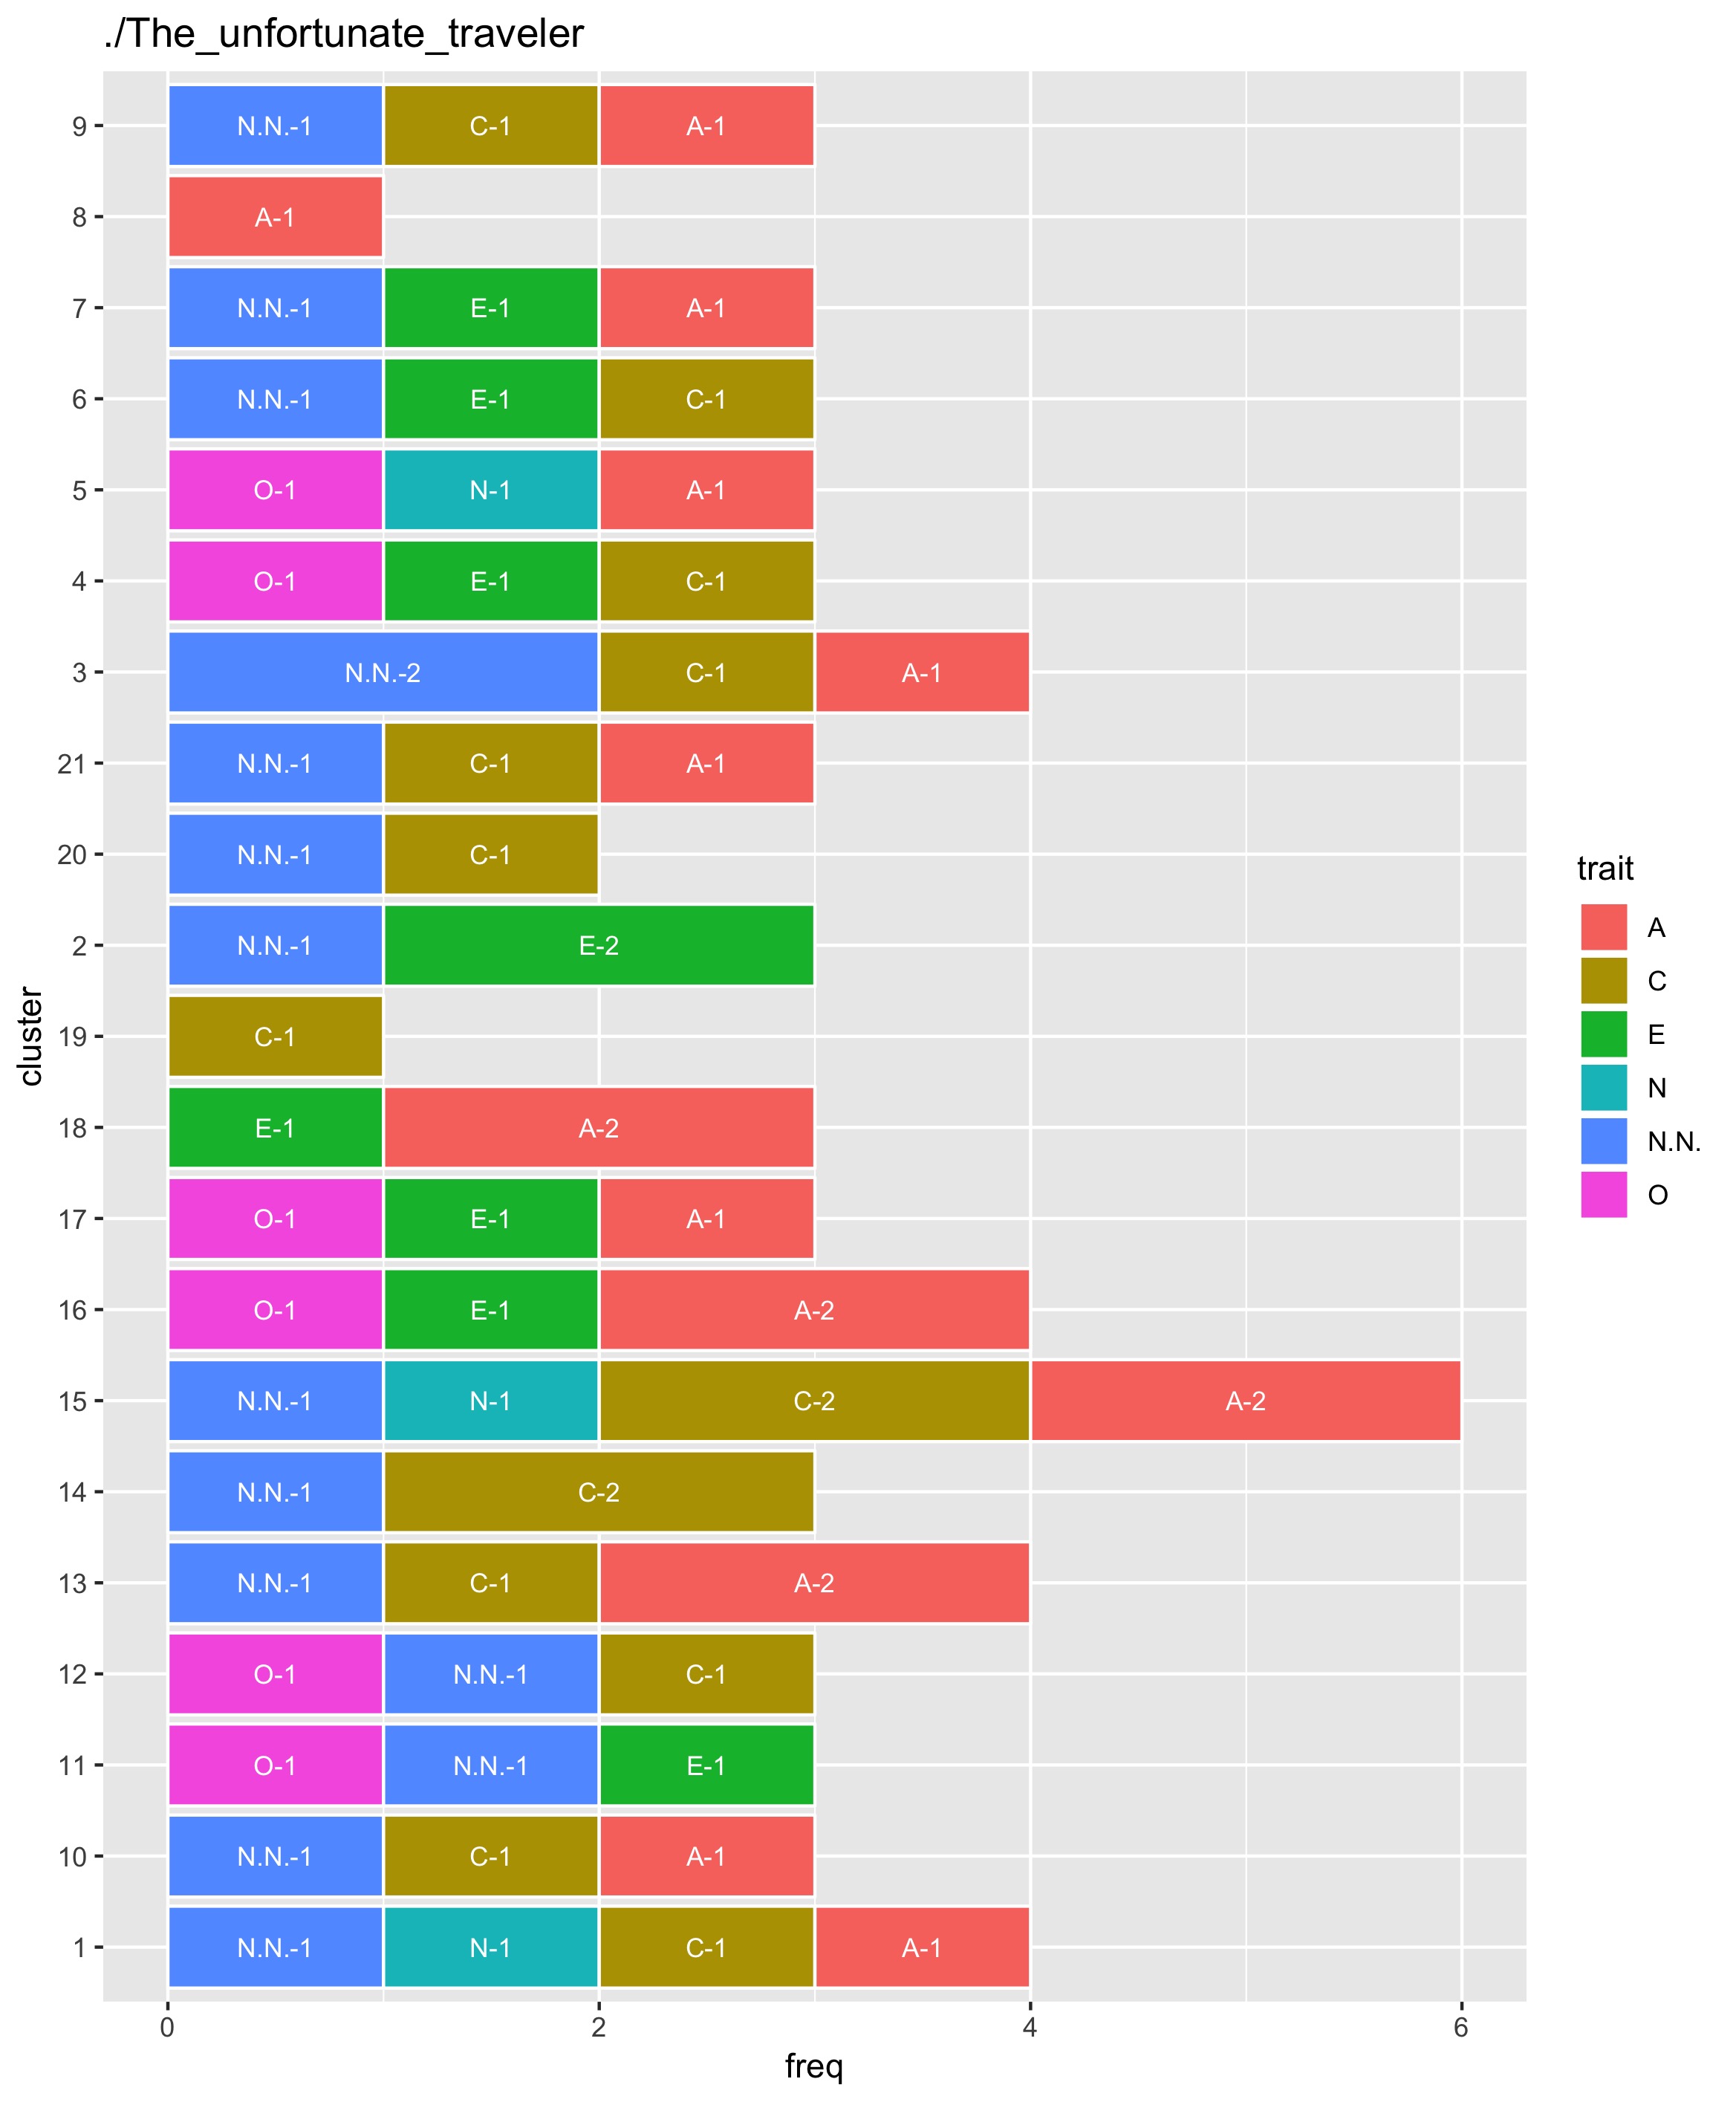 ./The_unfortunate_traveler
9 N.N.-1 C-1 A-1
8 A-1
7 N.N.-1 E-1 A-1
6 N.N.-1 E-1 C-1
5 O-1 N-1 A-1
4 O-1 E-1 C-1
3 N.N.-2 C-1 A-1
21 N.N.-1 C-1 A-1
20 N.N.-1 C-1
2 N.N.-1 E-2
19 C-1
18 E-1 A-2
17 O-1 E-1 A-1
16 O-1 E-1 A-2
15 N.N.-1 N-1 C-2 A-2
14 N.N.-1 C-2
13 N.N.-1 C-1 A-2
12 O-1 N.N.-1 C-1
11 O-1 N.N.-1 E-1
10 N.N.-1 C-1 A-1
1 N.N.-1 N-1 C-1 A-1
0 2 4 6
freq
cluster
trait
A
C
E
N
N.N.
O